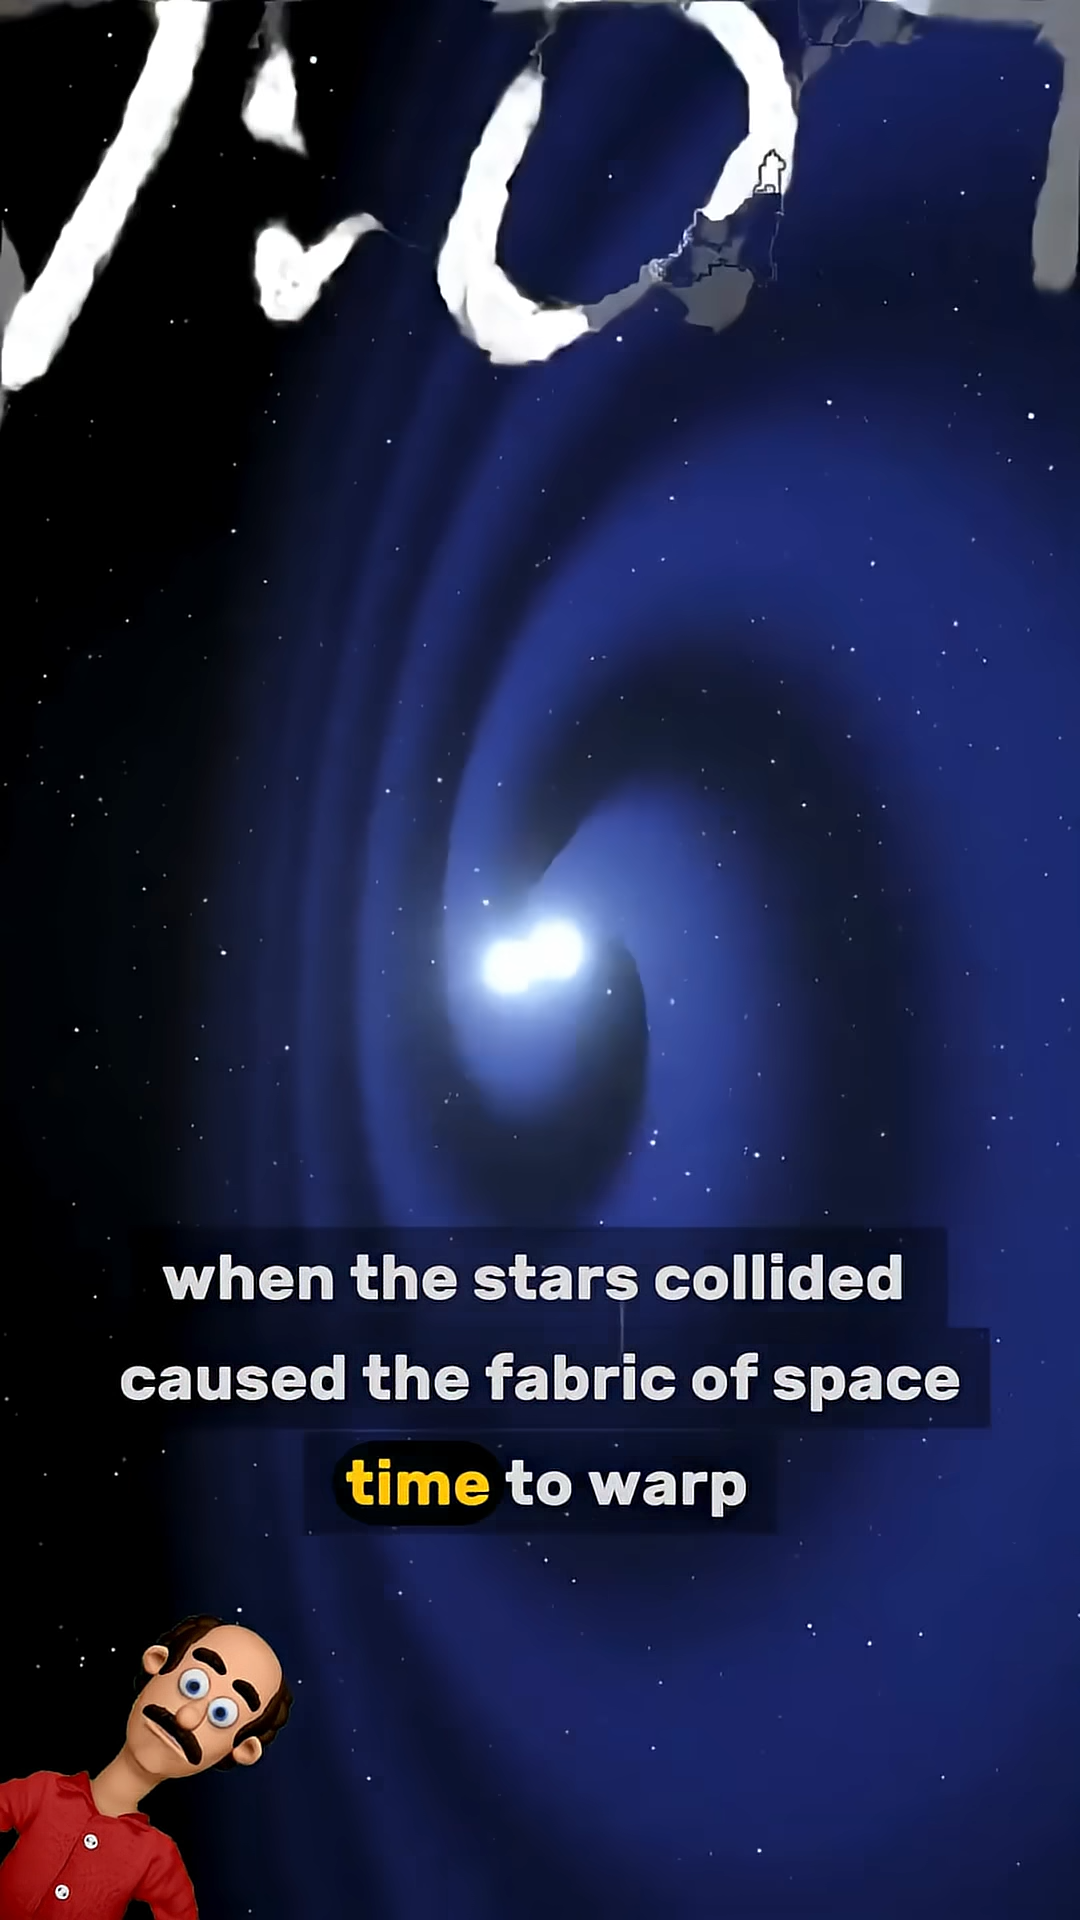 when the stars collided
caused the fabric of space
time to warp